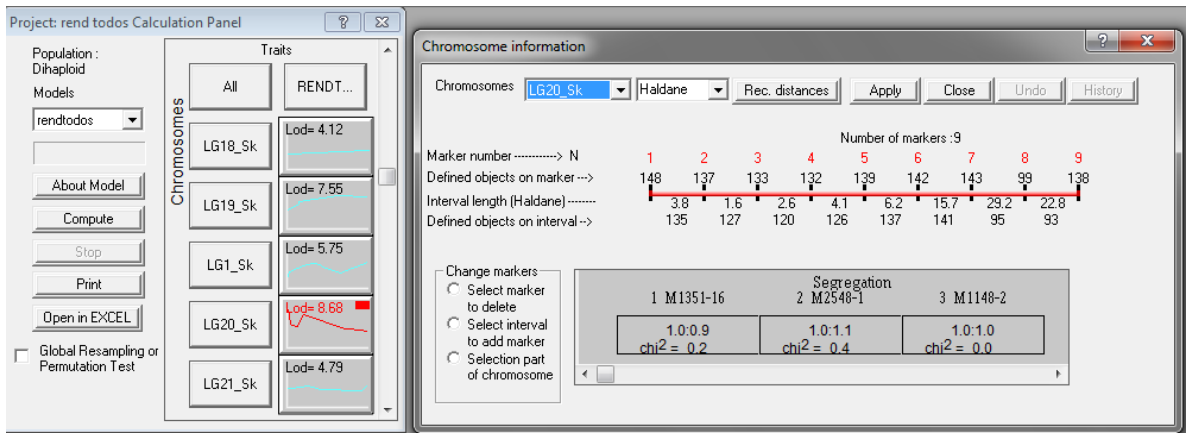 Project: rend todos Calculation Panel
Population :
Dihaploid
Models
rendtodos
About Model
Compute
Stop
Print
Open in EXCEL
Global Resampling or
Permutation Test
Traits
Chromosomes
All RENDT...
LG18_Sk Lod= 4.12
LG19_Sk Lod= 7.55
LG1_Sk Lod= 5.75
LG20_Sk Lod= 8.68
LG21_Sk Lod= 4.79
Chromosome information
Chromosomes LG20_Sk Haldane Rec. distances Apply Close Undo History
Number of markers :9
Marker number ------------> N 1 2 3 4 5 6 7 8 9
Defined objects on marker ---> 148 137 133 132 139 142 143 99 138
Interval length (Haldane) -------- 3.8 1.6 2.6 4.1 6.2 15.7 29.2 22.8
Defined objects on interval --> 135 127 120 126 137 141 95 93
Change markers
Select marker
to delete
Select interval
to add marker
Selection part
of chromosome
Segregation
1 M1351-16 2 M2548-1 3 M1148-2
1.0:0.9 1.0:1.1 1.0:1.0
chi2 = 0.2 chi2 = 0.4 chi2 = 0.0